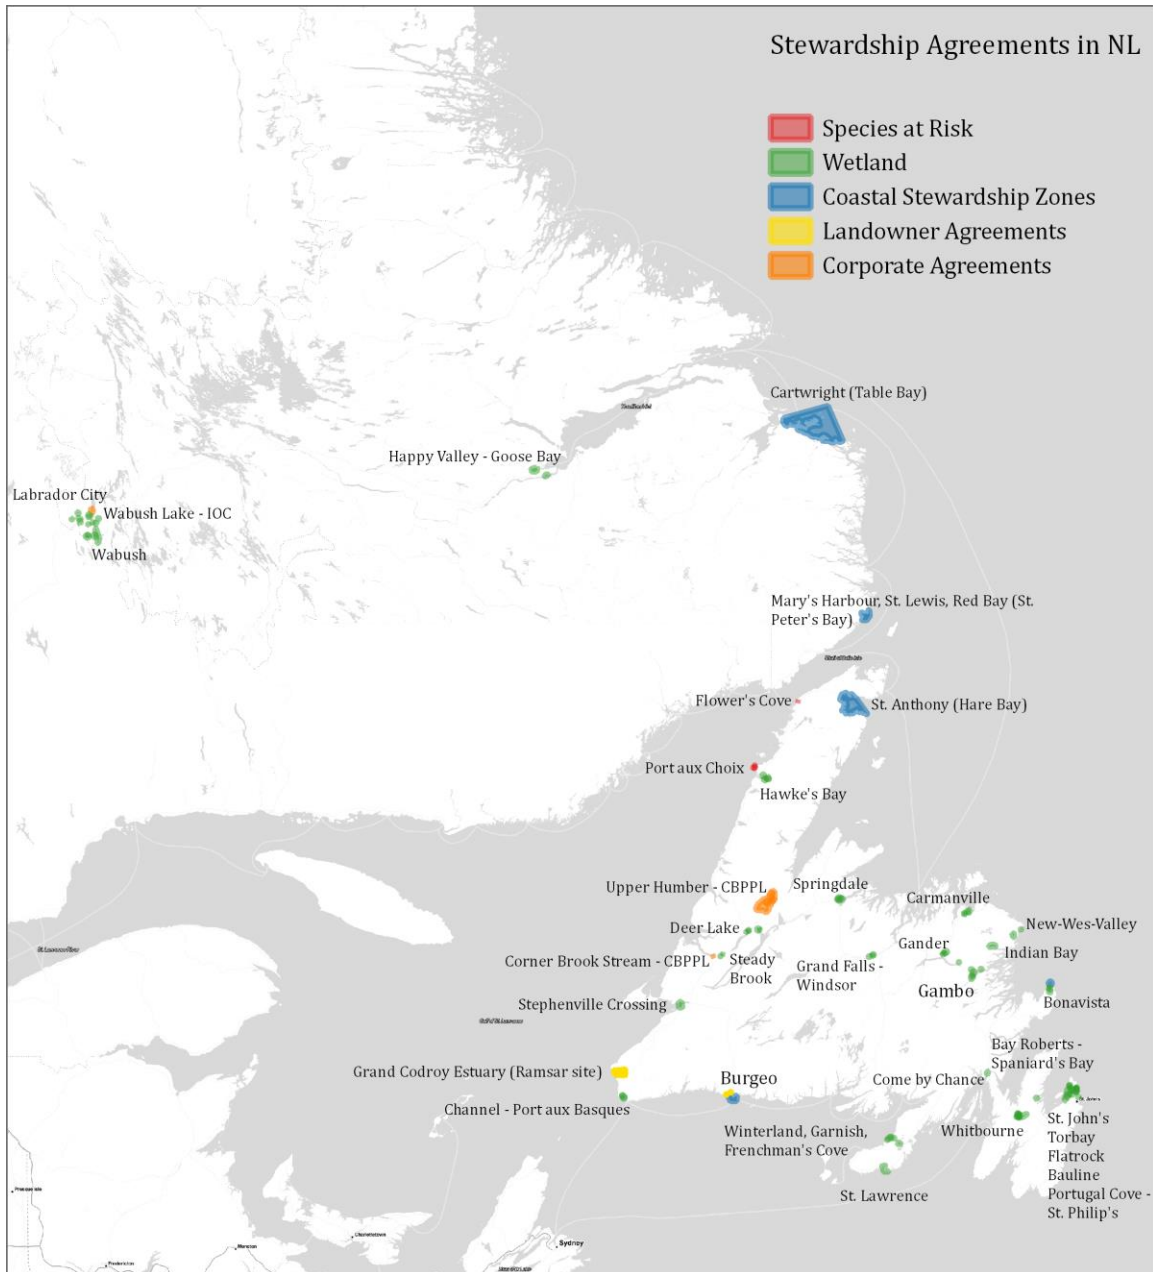 Stewardship Agreements in NL
Species at Risk
Wetland
Coastal Stewardship Zones
Landowner Agreements
Corporate Agreements
Cartwright (Table Bay)
Happy Valley - Goose Bay
Labrador City
Wabush Lake - IOC
Wabush
Mary's Harbour, St. Lewis, Red Bay (St.
Peter's Bay)
Flower's Cove
St. Anthony (Hare Bay)
Port aux Choix
Hawke's Bay
Upper Humber - CBPPL
Springdale
Carmanville
New-Wes-Valley
Deer Lake
Gander
Indian Bay
Corner Brook Stream - CBPPL
Steady
Brook
Grand Falls -
Windsor
Gambo
Stephenville Crossing
Bonavista
Bay Roberts -
Spaniard's Bay
Grand Codroy Estuary (Ramsar site)
Burgeo
Come by Chance
Channel - Port aux Basques
Winterland, Garnish,
Frenchman's Cove
Whitbourne
St. John's
Torbay
Flatrock
Bauline
Portugal Cove -
St. Philip's
St. Lawrence
Charlottetown
Sydney
Moncton
Fredericton